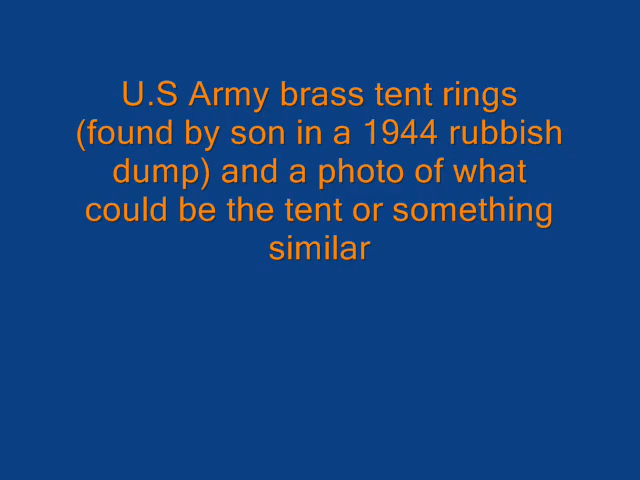 U.S Army brass tent rings
(found by son in a 1944 rubbish
dump) and a photo of what
could be the tent or something
similar